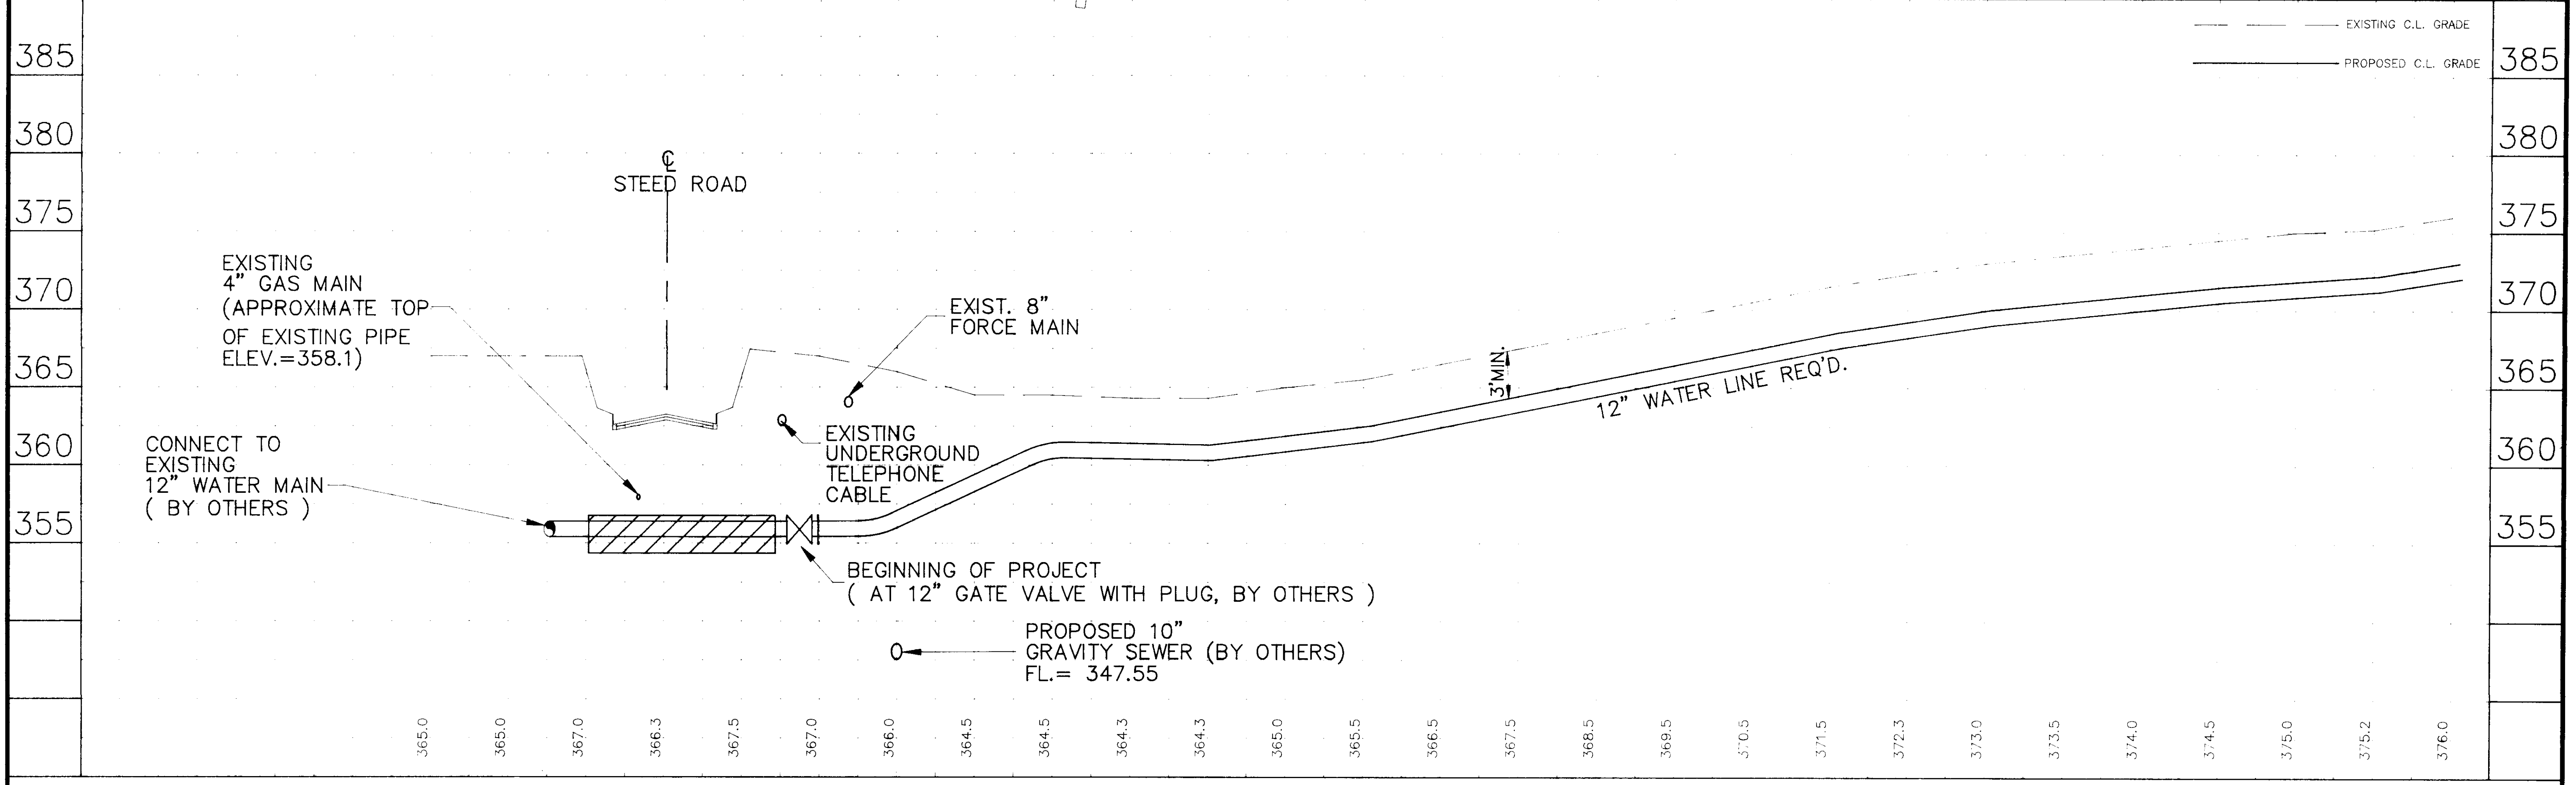 EXISTING C.L. GRADE
PROPOSED C.L. GRADE
385
380
375
370
365
360
355
385
380
375
370
365
360
355
℄
STEED ROAD
EXISTING
4" GAS MAIN
(APPROXIMATE TOP
OF EXISTING PIPE
ELEV.=358.1)
EXIST. 8"
FORCE MAIN
CONNECT TO
EXISTING
12" WATER MAIN
( BY OTHERS )
EXISTING
UNDERGROUND
TELEPHONE
CABLE
3'MIN.
12" WATER LINE REQ'D.
BEGINNING OF PROJECT
( AT 12" GATE VALVE WITH PLUG, BY OTHERS )
PROPOSED 10"
GRAVITY SEWER (BY OTHERS)
FL.= 347.55
365.0
365.0
367.0
366.3
367.5
367.0
366.0
364.5
364.5
364.3
364.3
365.0
365.5
366.5
367.5
368.5
369.5
370.5
371.5
372.3
373.0
373.5
374.0
374.5
375.0
375.2
376.0